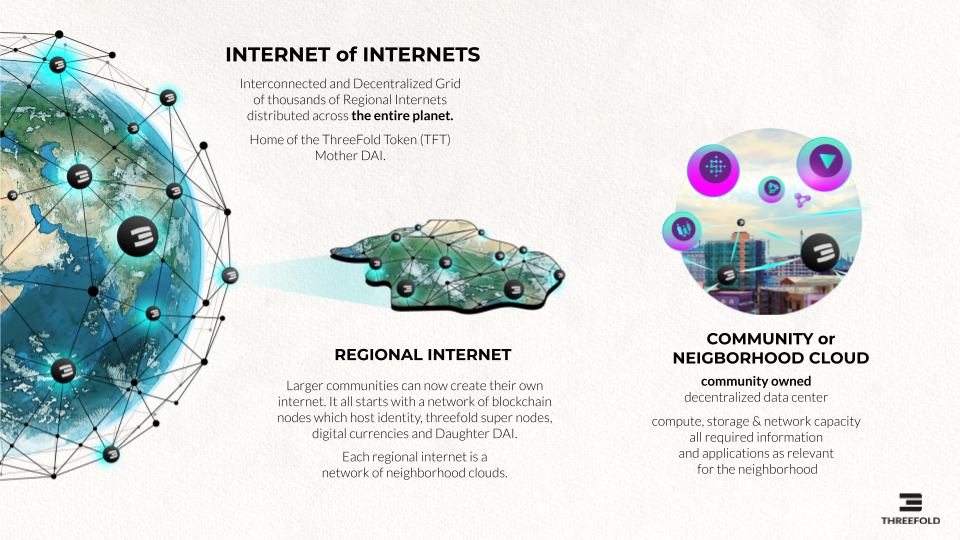 INTERNET of INTERNETS
Interconnected and Decentralized Grid
of thousands of Regional Internets
distributed across the entire planet.
Home of the ThreeFold Token (TFT)
Mother DAI.
REGIONAL INTERNET
Larger communities can now create their own
internet. It all starts with a network of blockchain
nodes which host identity, threefold super nodes,
digital currencies and Daughter DAI.
Each regional internet is a
network of neighborhood clouds.
COMMUNITY or
NEIGBORHOOD CLOUD
community owned
decentralized data center
compute, storage & network capacity
all required information
and applications as relevant
for the neighborhood
THREEFOLD